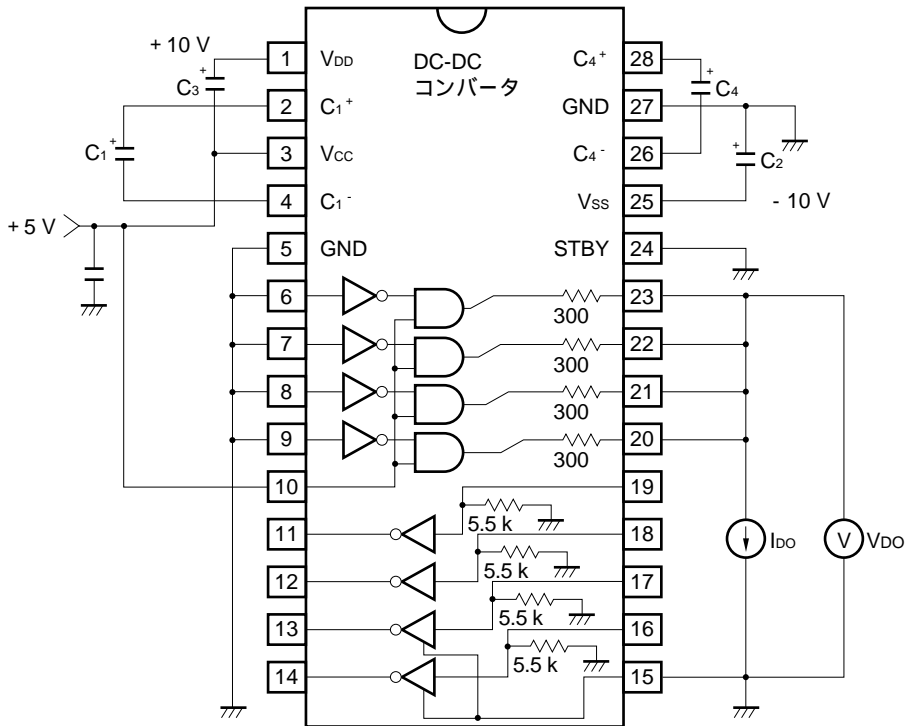 + 10 V
C3
+
C1
+
+ 5 V
1
2
3
4
5
6
7
8
9
10
11
12
13
14
VDD
C1+
VCC
C1-
GND
DC-DC
コンバータ
C4+
GND
C4-
VSS
STBY
300
300
300
300
5.5 k
5.5 k
5.5 k
5.5 k
28
27
26
25
24
23
22
21
20
19
18
17
16
15
+
C4
+
C2
- 10 V
IDO
V
VDO